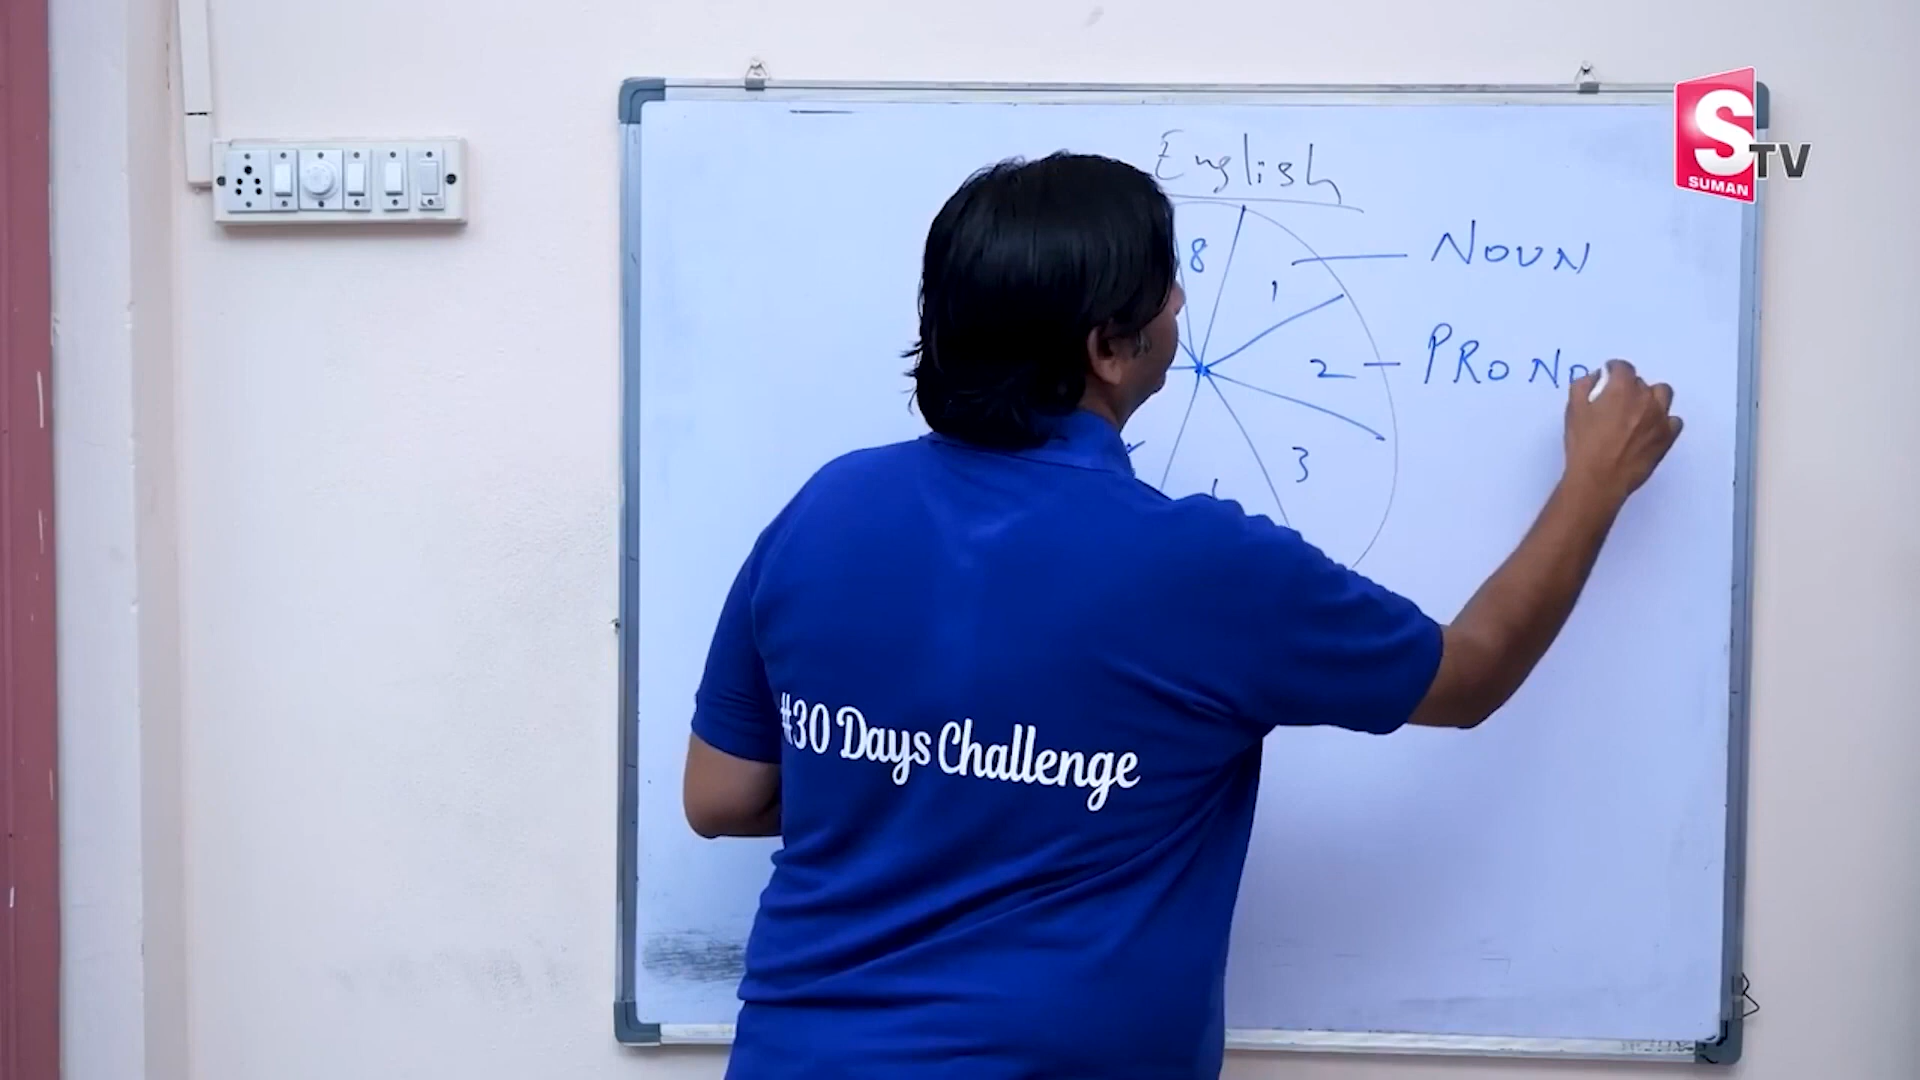 English
8
1
NOUN
2
PRONO
3
#30 Days Challenge
S TV
SUMAN